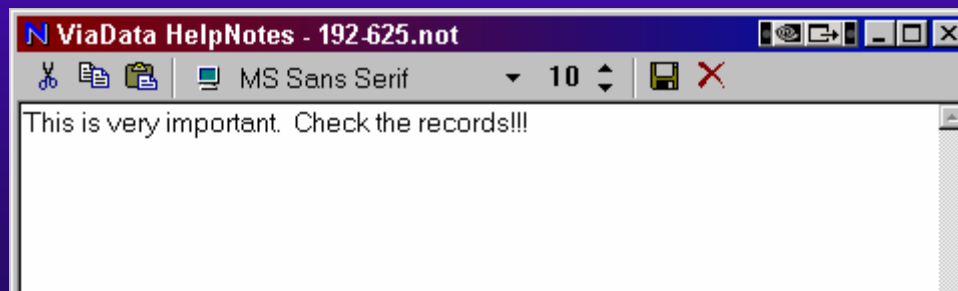 N ViaData HelpNotes - 192-625.not
MS Sans Serif 10
This is very important.  Check the records!!!